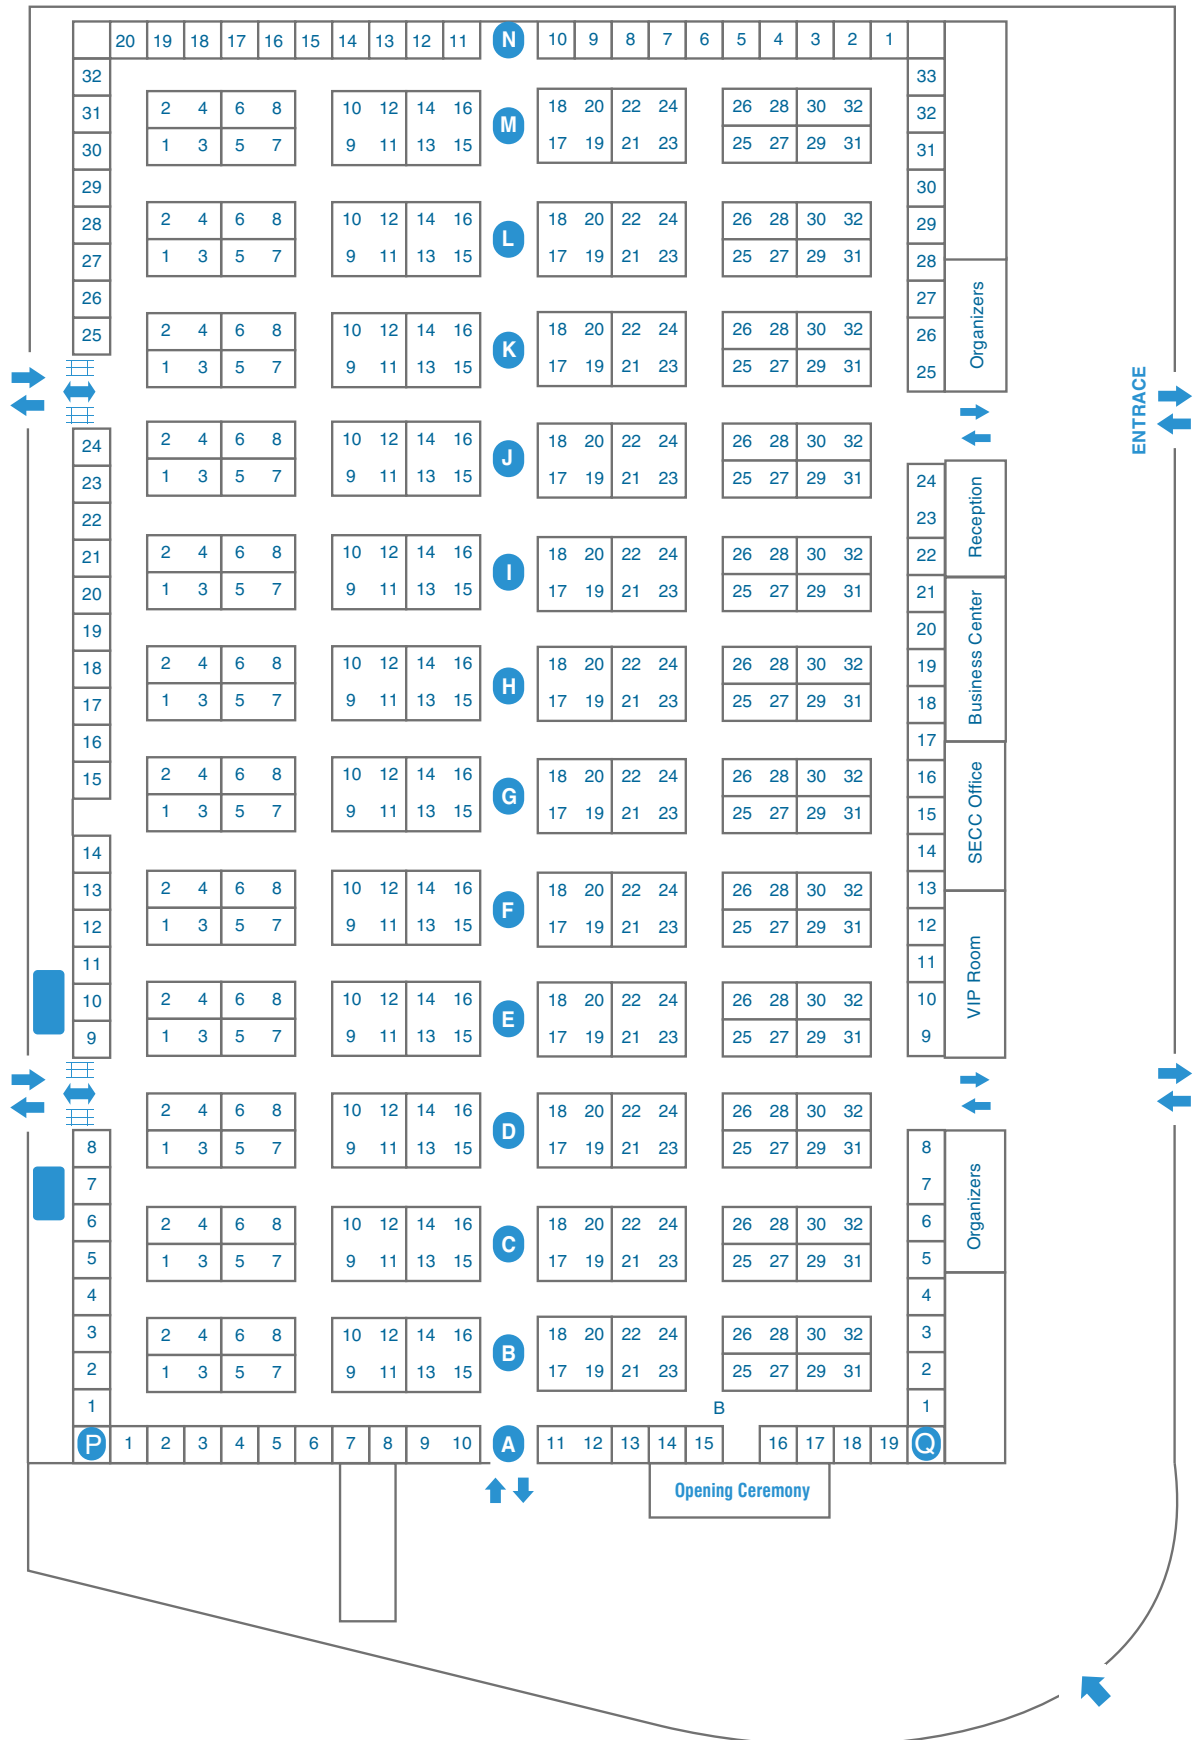 20 19 18 17 16 15 14 13 12 11 N 10 9 8 7 6 5 4 3 2 1
32 33
2 4 6 8 10 12 14 16 18 20 22 24 26 28 30 32
31 M 32
1 3 5 7 9 11 13 15 17 19 21 23 25 27 29 31
30 31
29 30
2 4 6 8 10 12 14 16 18 20 22 24 26 28 30 32
28 L 29
1 3 5 7 9 11 13 15 17 19 21 23 25 27 29 31
27 28
26 27
2 4 6 8 10 12 14 16 18 20 22 24 26 28 30 32
25 K 26
Organizers
1 3 5 7 9 11 13 15 17 19 21 23 25 27 29 31
25
ENTRACE
2 4 6 8 10 12 14 16 18 20 22 24 26 28 30 32
24 J
1 3 5 7 9 11 13 15 17 19 21 23 25 27 29 31
23 24
22 23
Reception
2 4 6 8 10 12 14 16 18 20 22 24 26 28 30 32
21 I 22
1 3 5 7 9 11 13 15 17 19 21 23 25 27 29 31
20 21
19 20
Business Center
2 4 6 8 10 12 14 16 18 20 22 24 26 28 30 32
18 H 19
1 3 5 7 9 11 13 15 17 19 21 23 25 27 29 31
17 18
16 17
2 4 6 8 10 12 14 16 18 20 22 24 26 28 30 32
15 G 16
SECC Office
1 3 5 7 9 11 13 15 17 19 21 23 25 27 29 31
15
14 14
2 4 6 8 10 12 14 16 18 20 22 24 26 28 30 32
13 F 13
1 3 5 7 9 11 13 15 17 19 21 23 25 27 29 31
12 12
11 11
VIP Room
2 4 6 8 10 12 14 16 18 20 22 24 26 28 30 32
10 E 10
1 3 5 7 9 11 13 15 17 19 21 23 25 27 29 31
9 9
2 4 6 8 10 12 14 16 18 20 22 24 26 28 30 32
D
1 3 5 7 9 11 13 15 17 19 21 23 25 27 29 31
8 8
7 7
Organizers
2 4 6 8 10 12 14 16 18 20 22 24 26 28 30 32
6 C 6
1 3 5 7 9 11 13 15 17 19 21 23 25 27 29 31
5 5
4 4
2 4 6 8 10 12 14 16 18 20 22 24 26 28 30 32
3 B 3
1 3 5 7 9 11 13 15 17 19 21 23 25 27 29 31
2 2
1 B 1
P 1 2 3 4 5 6 7 8 9 10 A 11 12 13 14 15 16 17 18 19 Q
Opening Ceremony